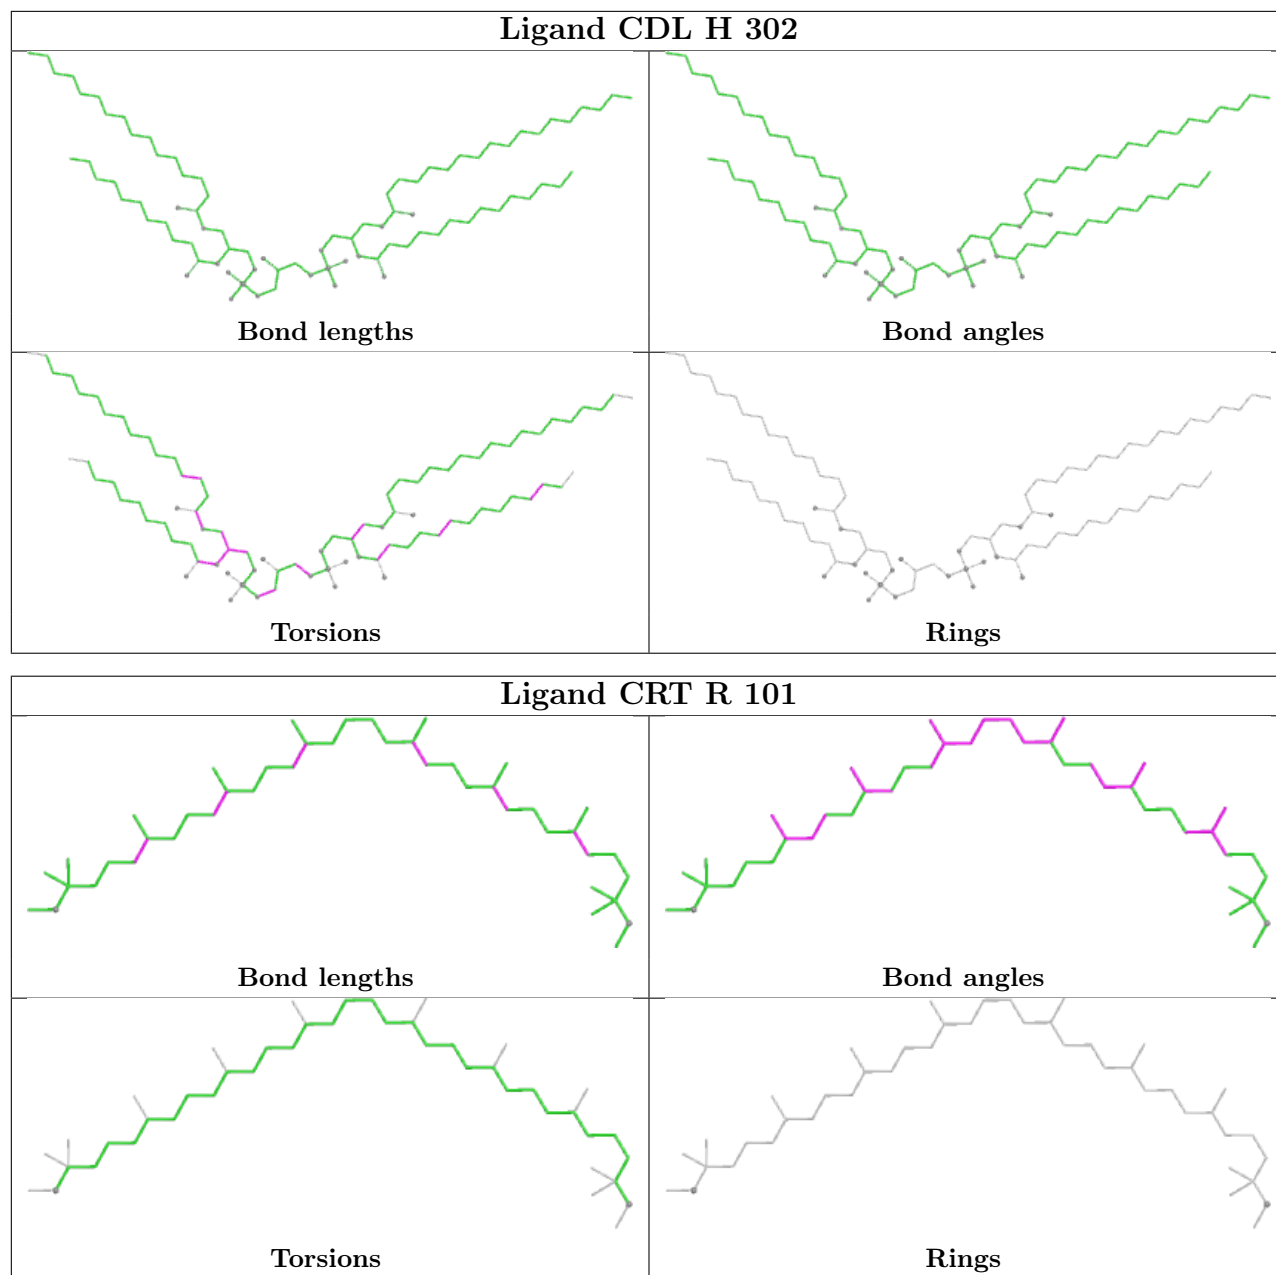 Ligand CDL H 302
Bond lengths
Bond angles
Torsions
Rings
Ligand CRT R 101
Bond lengths
Bond angles
Torsions
Rings